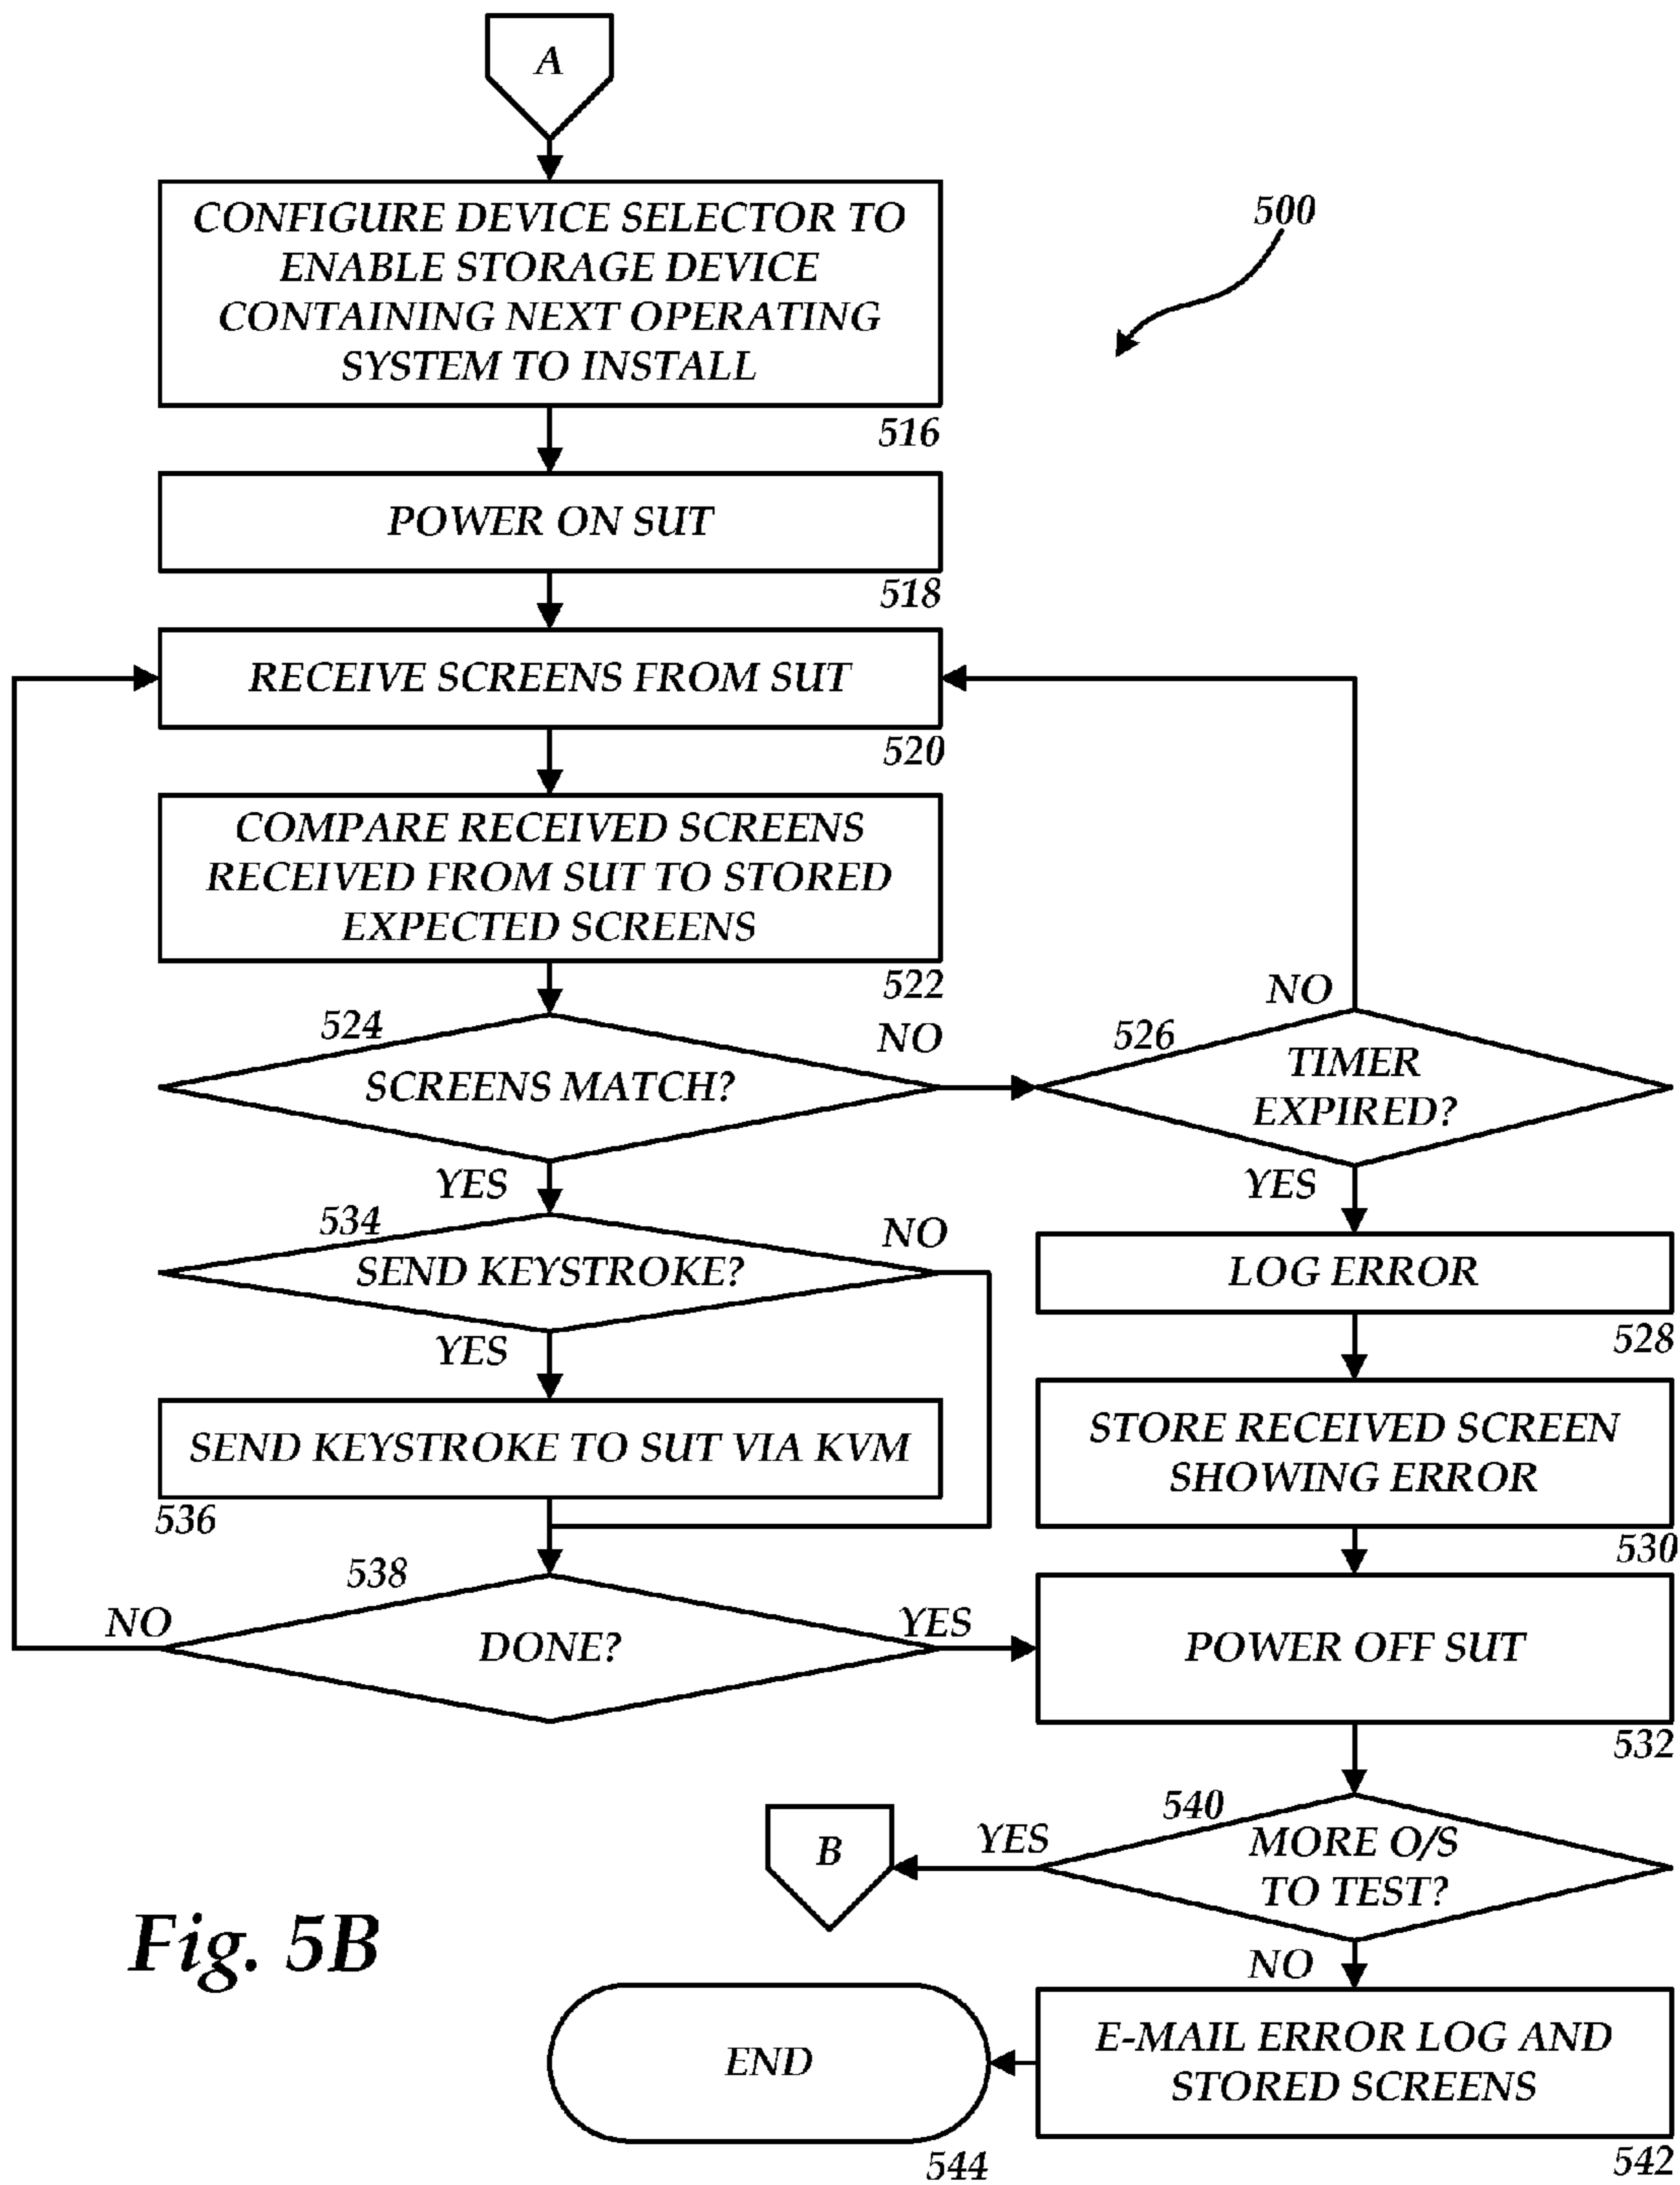 A
CONFIGURE DEVICE SELECTOR TO
ENABLE STORAGE DEVICE
CONTAINING NEXT OPERATING
SYSTEM TO INSTALL
516
500
POWER ON SUT
518
RECEIVE SCREENS FROM SUT
520
COMPARE RECEIVED SCREENS
RECEIVED FROM SUT TO STORED
EXPECTED SCREENS
522
524
SCREENS MATCH?
NO
YES
526
TIMER
EXPIRED?
NO
YES
534
SEND KEYSTROKE?
NO
YES
LOG ERROR
528
SEND KEYSTROKE TO SUT VIA KVM
536
STORE RECEIVED SCREEN
SHOWING ERROR
530
538
DONE?
NO
YES
POWER OFF SUT
532
540
MORE O/S
TO TEST?
YES
B
NO
E-MAIL ERROR LOG AND
STORED SCREENS
542
END
544
Fig. 5B